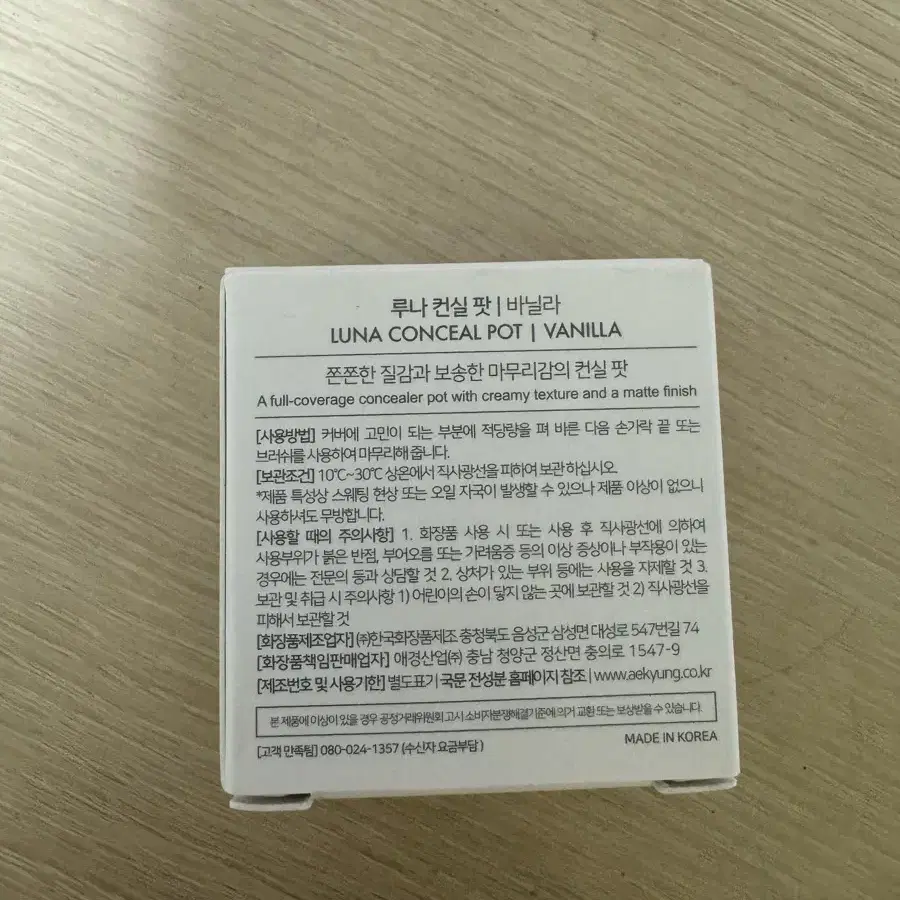 루나 컨실 팟 | 바닐라
LUNA CONCEAL POT | VANILLA
쫀쫀한 질감과 보송한 마무리감의 컨실 팟
A full-coverage concealer pot with creamy texture and a matte finish
[사용방법] 커버에 고민이 되는 부분에 적당량을 펴 바른 다음 손가락 끝 또는
브러쉬를 사용하여 마무리해 줍니다.
[보관조건] 10℃~30℃ 상온에서 직사광선을 피하여 보관 하십시오.
*제품 특성상 스웨팅 현상 또는 오일 자국이 발생할 수 있으나 제품 이상이 없으니
사용하셔도 무방합니다.
[사용할 때의 주의사항] 1. 화장품 사용 시 또는 사용 후 직사광선에 의하여
사용부위가 붉은 반점, 부어오름 또는 가려움증 등의 이상 증상이나 부작용이 있는
경우에는 전문의 등과 상담할 것 2. 상처가 있는 부위 등에는 사용을 자제할 것 3.
보관 및 취급 시 주의사항 1) 어린이의 손이 닿지 않는 곳에 보관할 것 2) 직사광선을
피해서 보관할 것
[화장품제조업자] ㈜한국화장품제조 충청북도 음성군 삼성면 대성로 547번길 74
[화장품책임판매업자] 애경산업㈜ 충남 청양군 정산면 충의로 1547-9
[제조번호 및 사용기한] 별도표기 국문 전성분 홈페이지 참조 | www.aekyung.co.kr
본 제품에 이상이 있을 경우 공정거래위원회 고시 소비자분쟁해결기준에 의거 교환 또는 보상받을 수 있습니다.
[고객 만족팀] 080-024-1357 (수신자 요금부담)
MADE IN KOREA